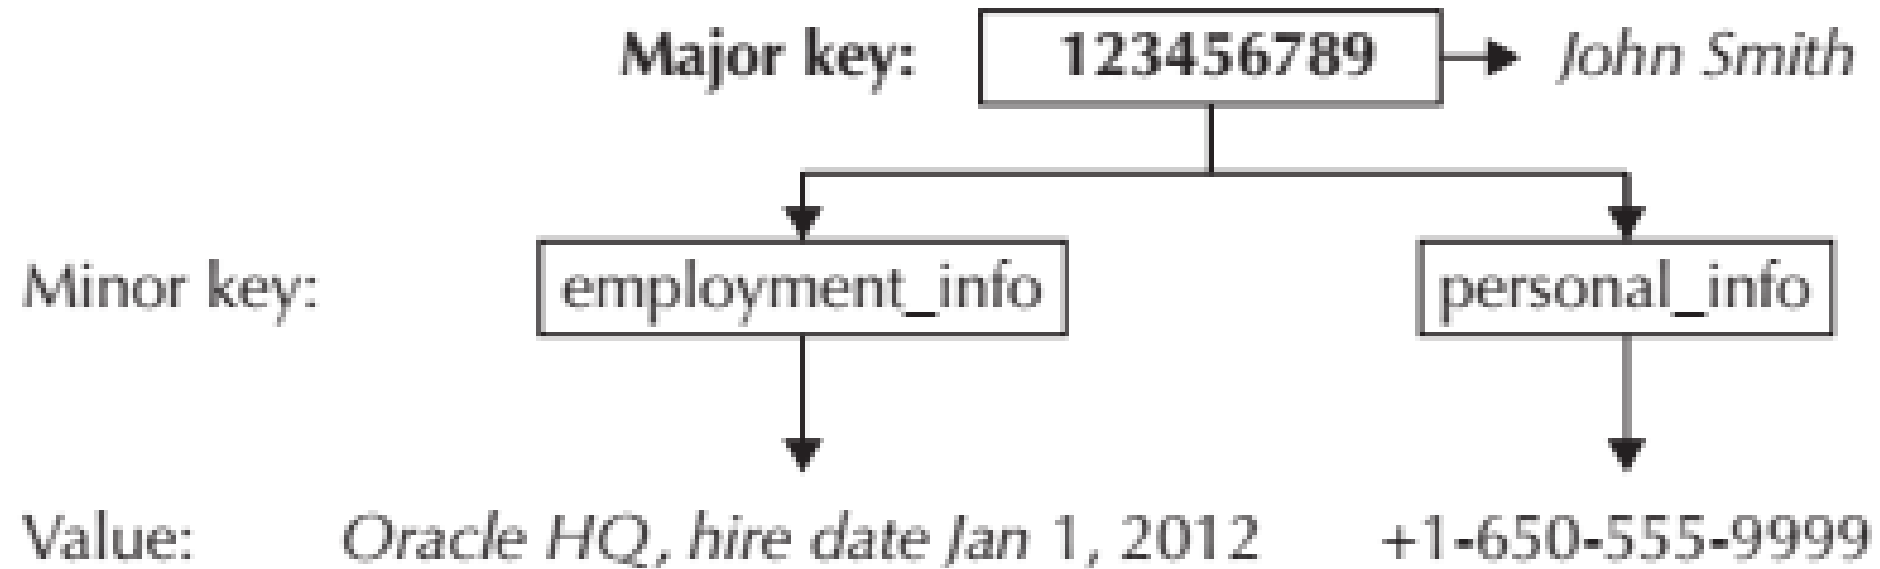 Major key: 123456789 John Smith
Minor key: employment_info personal_info
Value: Oracle HQ, hire date Jan 1, 2012 +1-650-555-9999